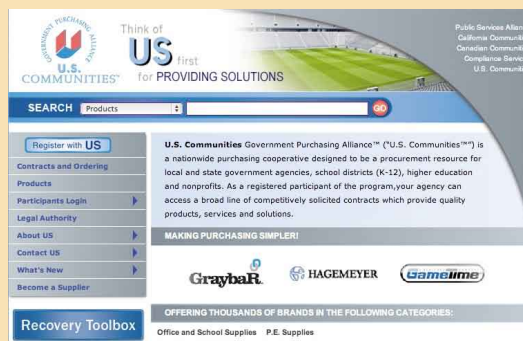 GOVERNMENT PURCHASING ALLIANCE
U.S.
COMMUNITIES™
Think of
US first
for PROVIDING SOLUTIONS
Public Services Allian
California Communiti
Canadian Communiti
Compliance Servic
U.S. Communiti
SEARCH Products GO
Register with US
Contracts and Ordering
Products
Participants Login
Legal Authority
About US
Contact US
What's New
Become a Supplier
Recovery Toolbox
U.S. Communities Government Purchasing Alliance™ ("U.S. Communities™") is
a nationwide purchasing cooperative designed to be a procurement resource for
local and state government agencies, school districts (K-12), higher education
and nonprofits. As a registered participant of the program,your agency can
access a broad line of competitively solicited contracts which provide quality
products, services and solutions.
MAKING PURCHASING SIMPLER!
GraybaR HAGEMEYER GameTime
OFFERING THOUSANDS OF BRANDS IN THE FOLLOWING CATEGORIES:
Office and School Supplies P.E. Supplies